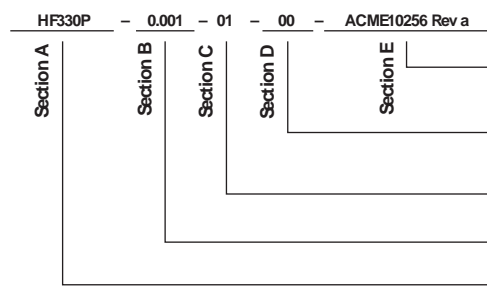 HF330P – 0.001 – 01 – 00 – ACME10256 Rev a
Section A
Section B
Section C
Section D
Section E